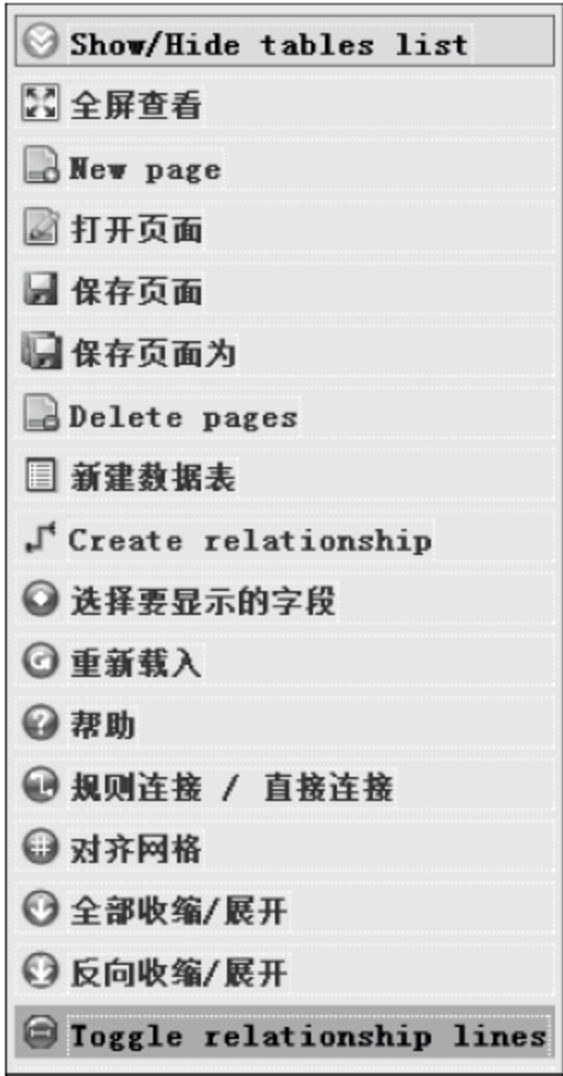 Show/Hide tables list
全屏查看
New page
打开页面
保存页面
保存页面为
Delete pages
新建数据表
Create relationship
选择要显示的字段
重新载入
帮助
规则连接 / 直接连接
对齐网格
全部收缩/展开
反向收缩/展开
Toggle relationship lines